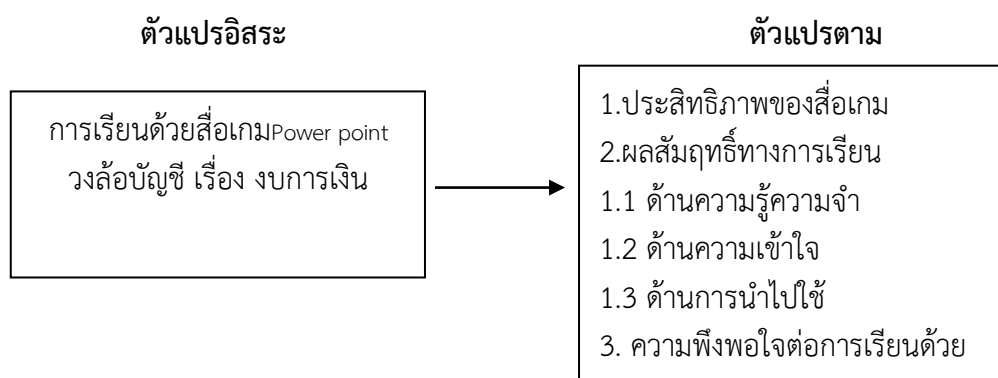 ตัวแปรอิสระ
ตัวแปรตาม
การเรียนด้วยสื่อเกมPower point
วงล้อบัญชี เรื่อง งบการเงิน
1.ประสิทธิภาพของสื่อเกม
2.ผลสัมฤทธิ์ทางการเรียน
1.1 ด้านความรู้ความจำ
1.2 ด้านความเข้าใจ
1.3 ด้านการนำไปใช้
3. ความพึงพอใจต่อการเรียนด้วย